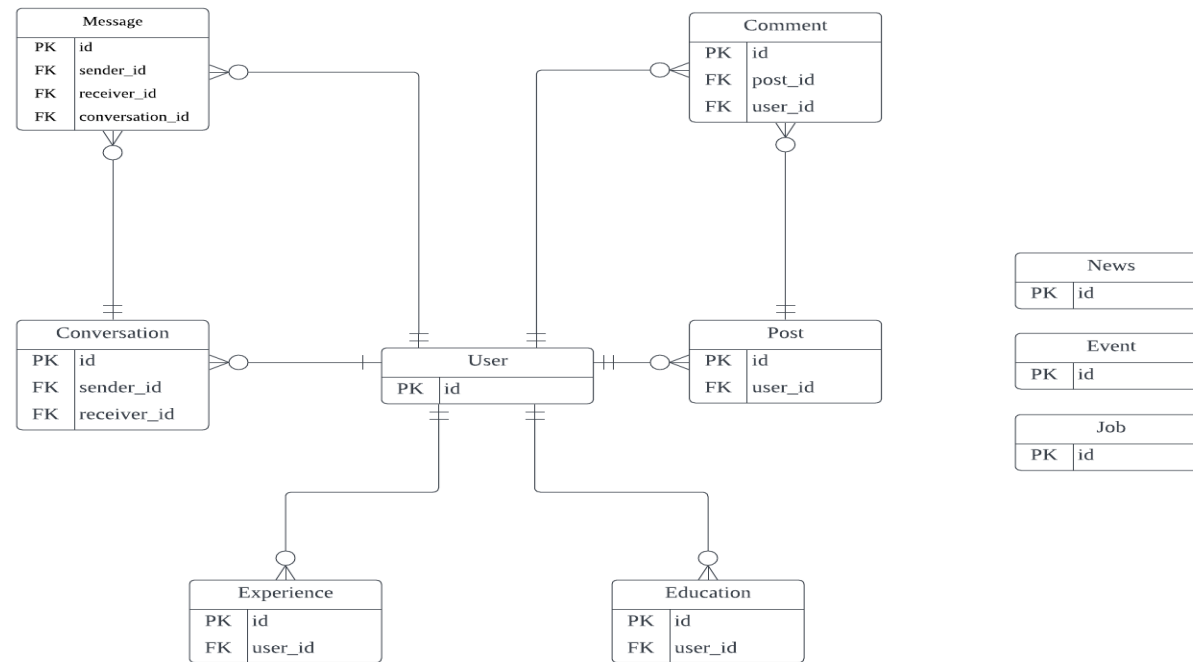 Message
PK id
FK sender_id
FK receiver_id
FK conversation_id
Comment
PK id
FK post_id
FK user_id
News
PK id
Event
PK id
Job
PK id
Conversation
PK id
FK sender_id
FK receiver_id
User
PK id
Post
PK id
FK user_id
Experience
PK id
FK user_id
Education
PK id
FK user_id